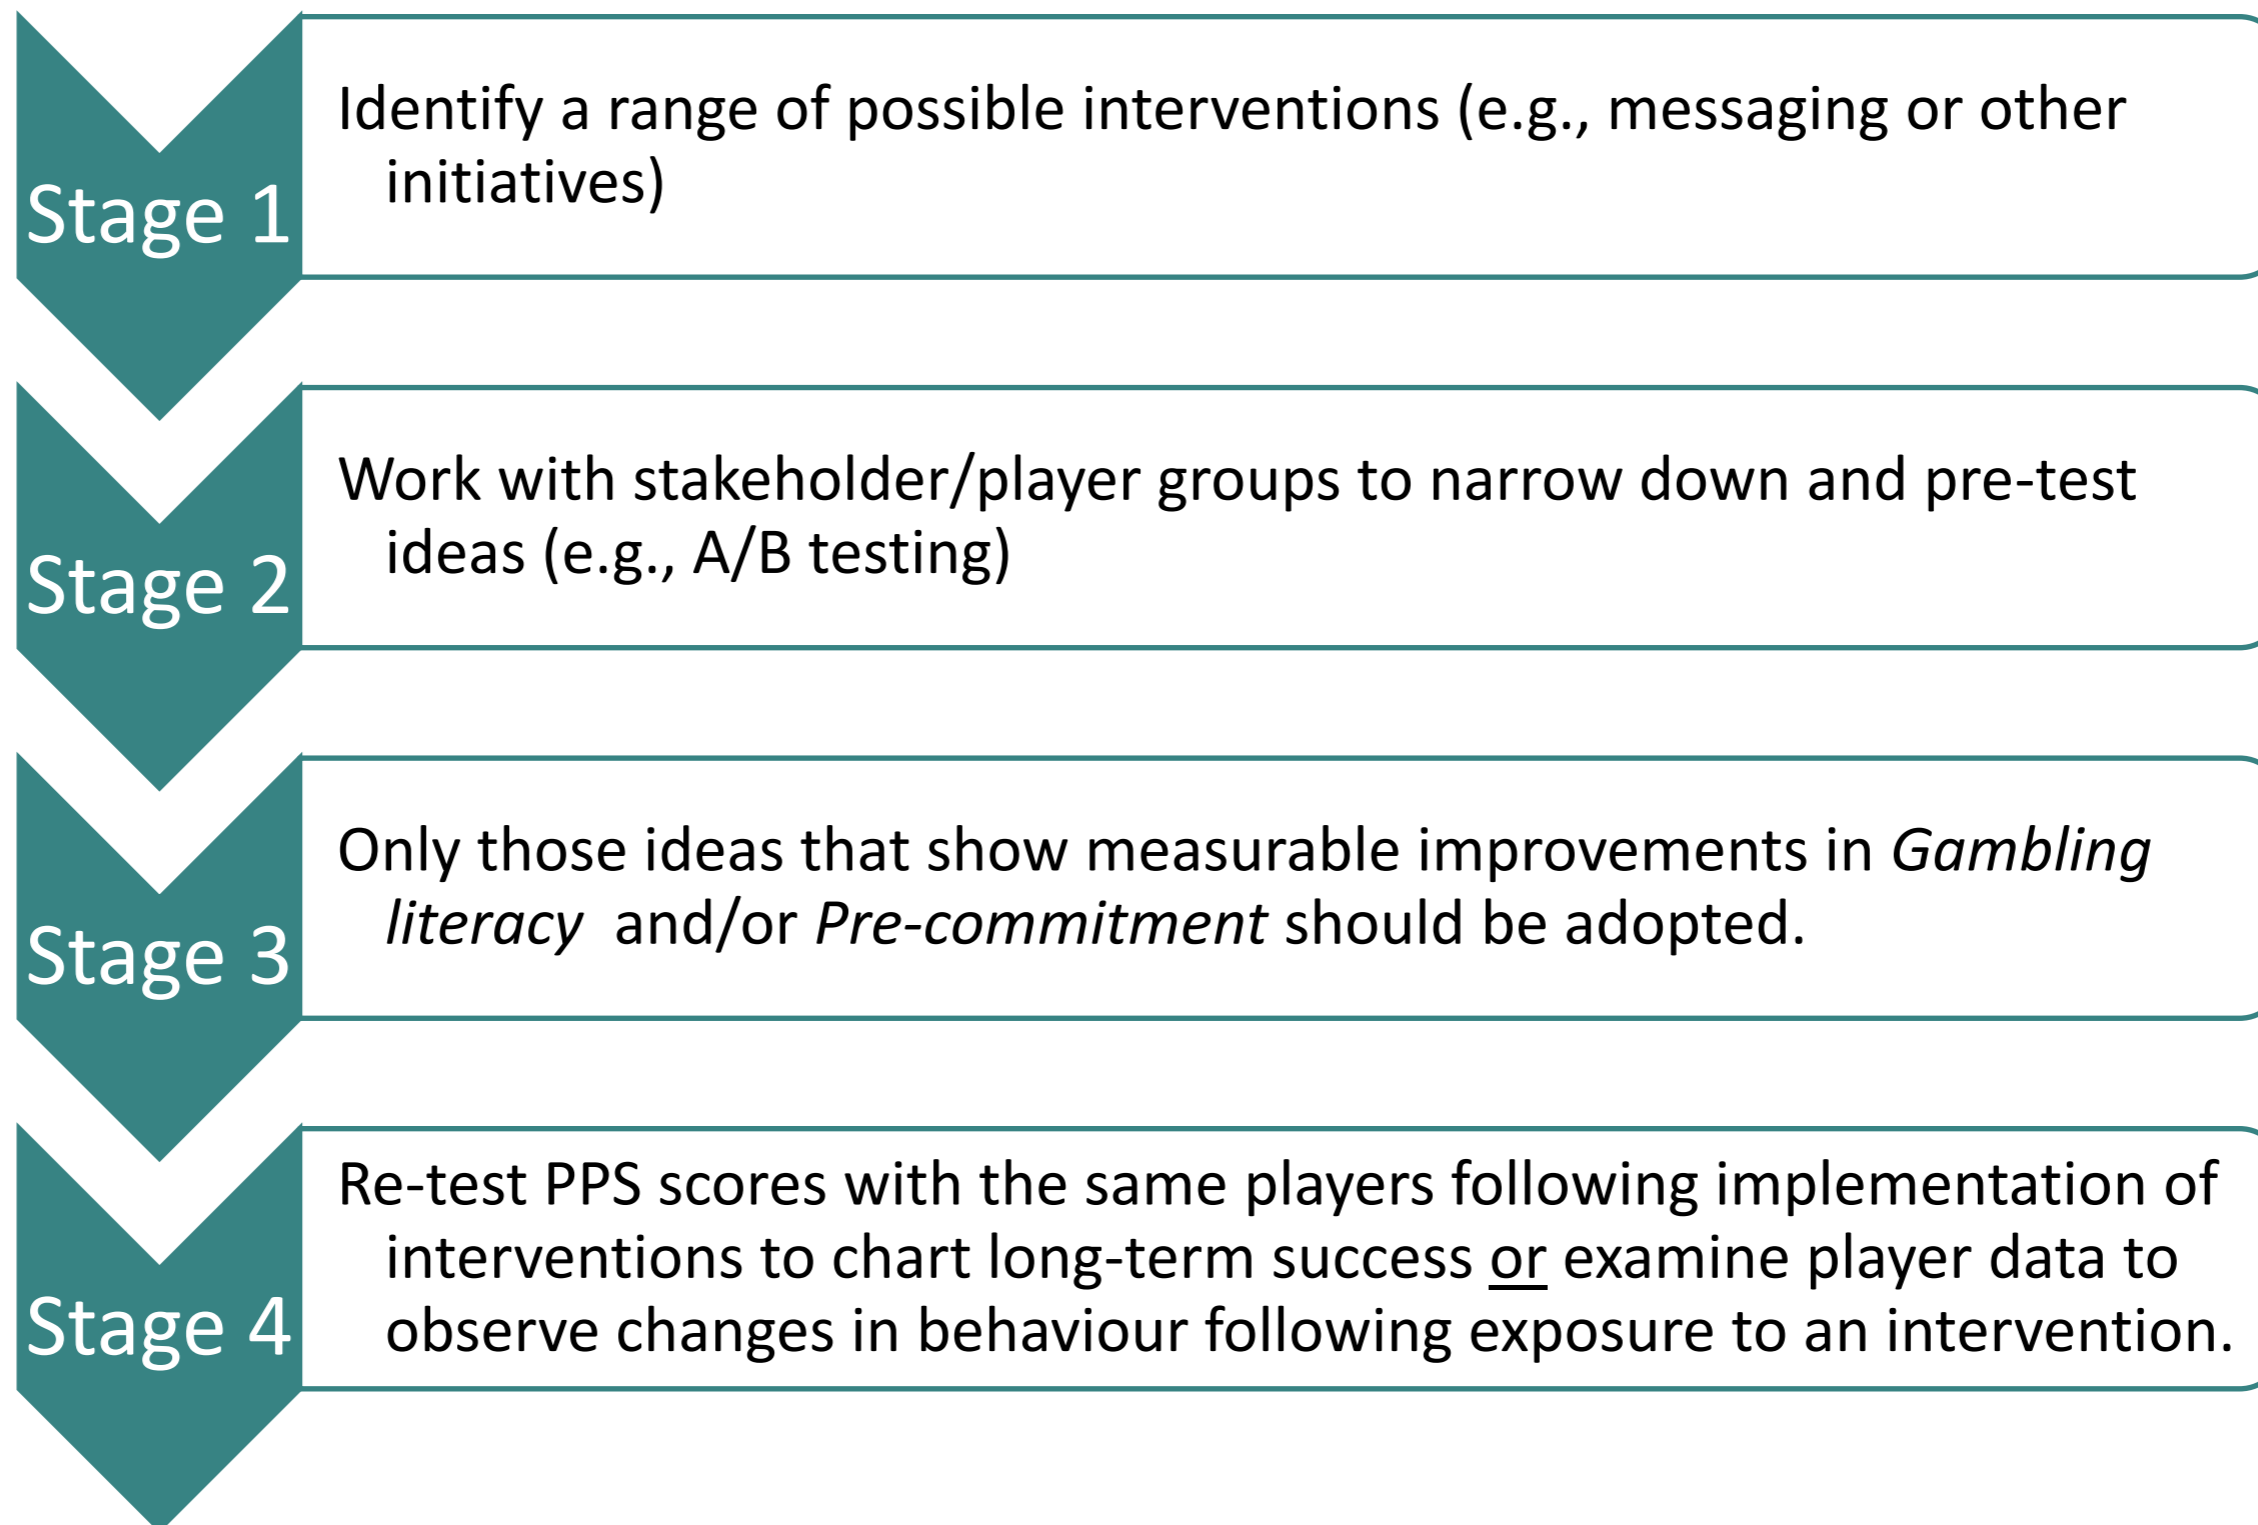 Stage 1
Identify a range of possible interventions (e.g., messaging or other
initiatives)
Stage 2
Work with stakeholder/player groups to narrow down and pre-test
ideas (e.g., A/B testing)
Stage 3
Only those ideas that show measurable improvements in Gambling
literacy and/or Pre-commitment should be adopted.
Stage 4
Re-test PPS scores with the same players following implementation of
interventions to chart long-term success or examine player data to
observe changes in behaviour following exposure to an intervention.